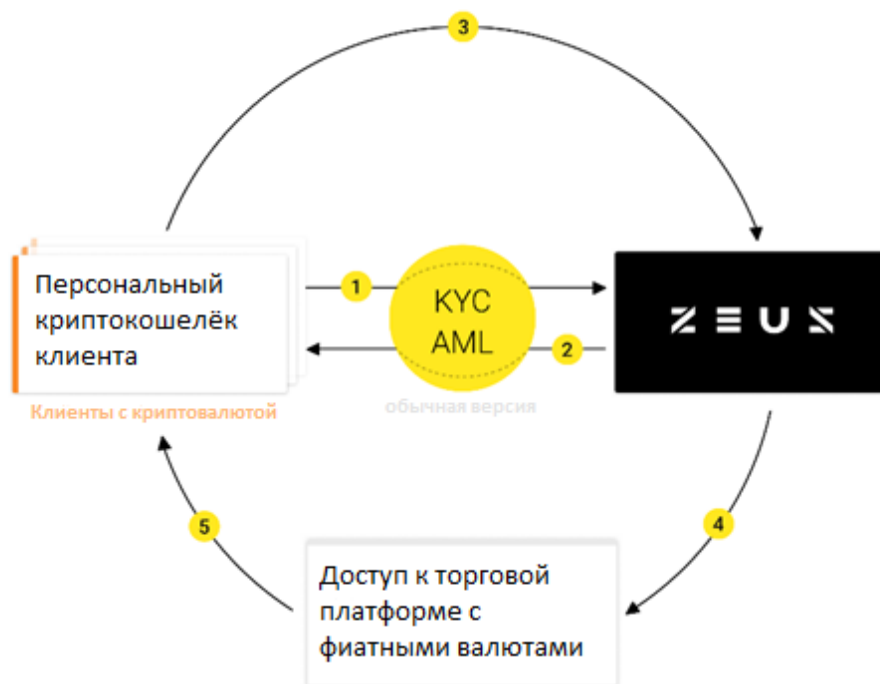 3
Персональный
криптокошелёк
клиента
1
KYC
AML
2
ZEUS
Клиенты с криптовалютой
обычная версия
5
4
Доступ к торговой
платформе с
фиатными валютами